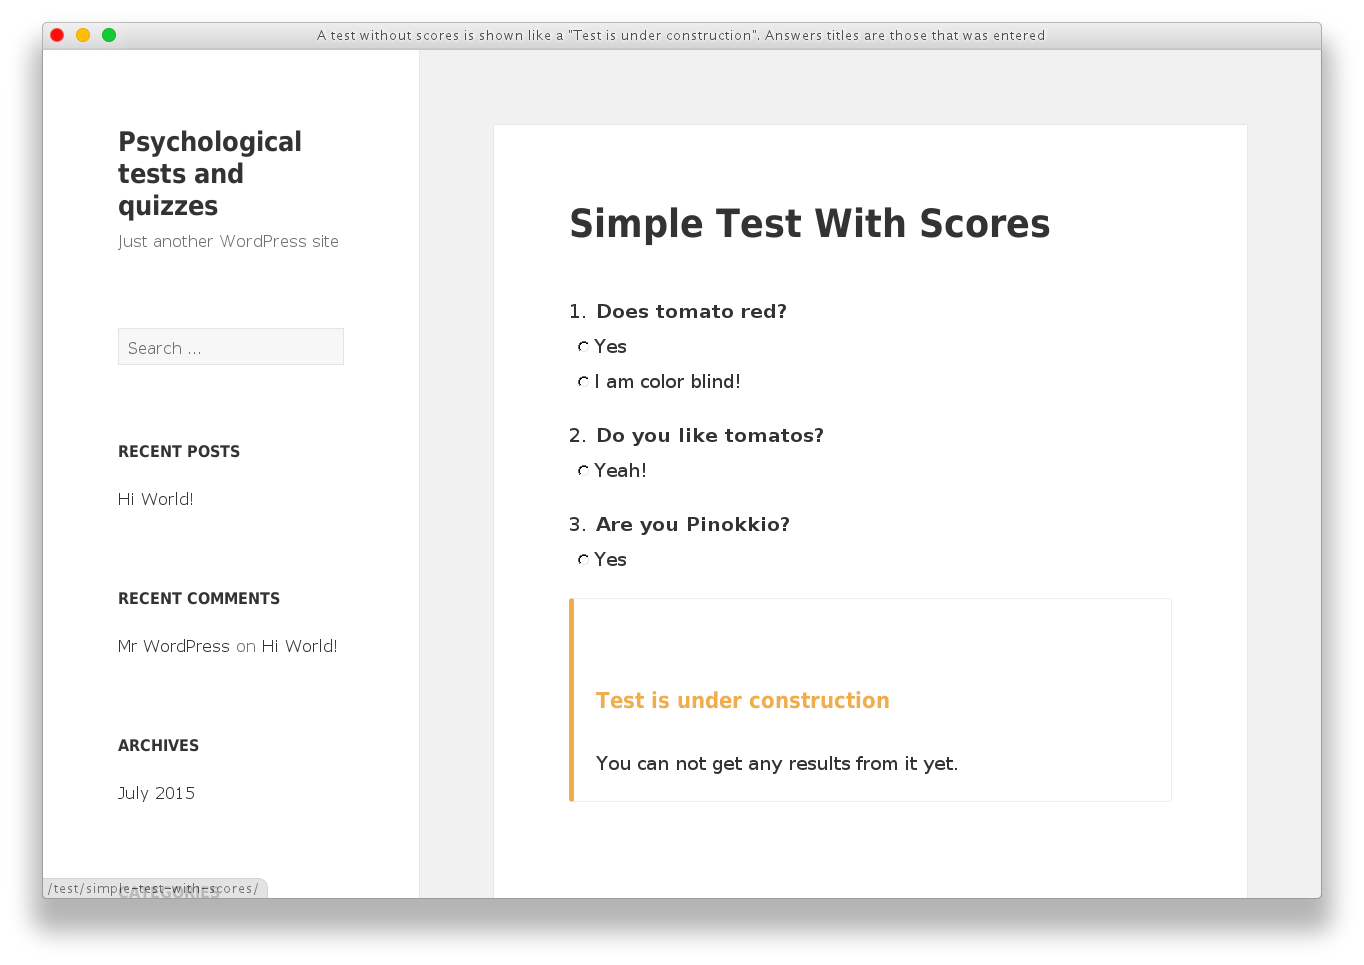 A test without scores is shown like a "Test is under construction". Answers titles are those that was entered
Psychological
tests and
quizzes
Just another WordPress site
Search ...
RECENT POSTS
Hi World!
RECENT COMMENTS
Mr WordPress on Hi World!
ARCHIVES
July 2015
CATEGORIES
/test/simple-test-with-scores/
Simple Test With Scores
1. Does tomato red?
Yes
I am color blind!
2. Do you like tomatos?
Yeah!
3. Are you Pinokkio?
Yes
Test is under construction
You can not get any results from it yet.